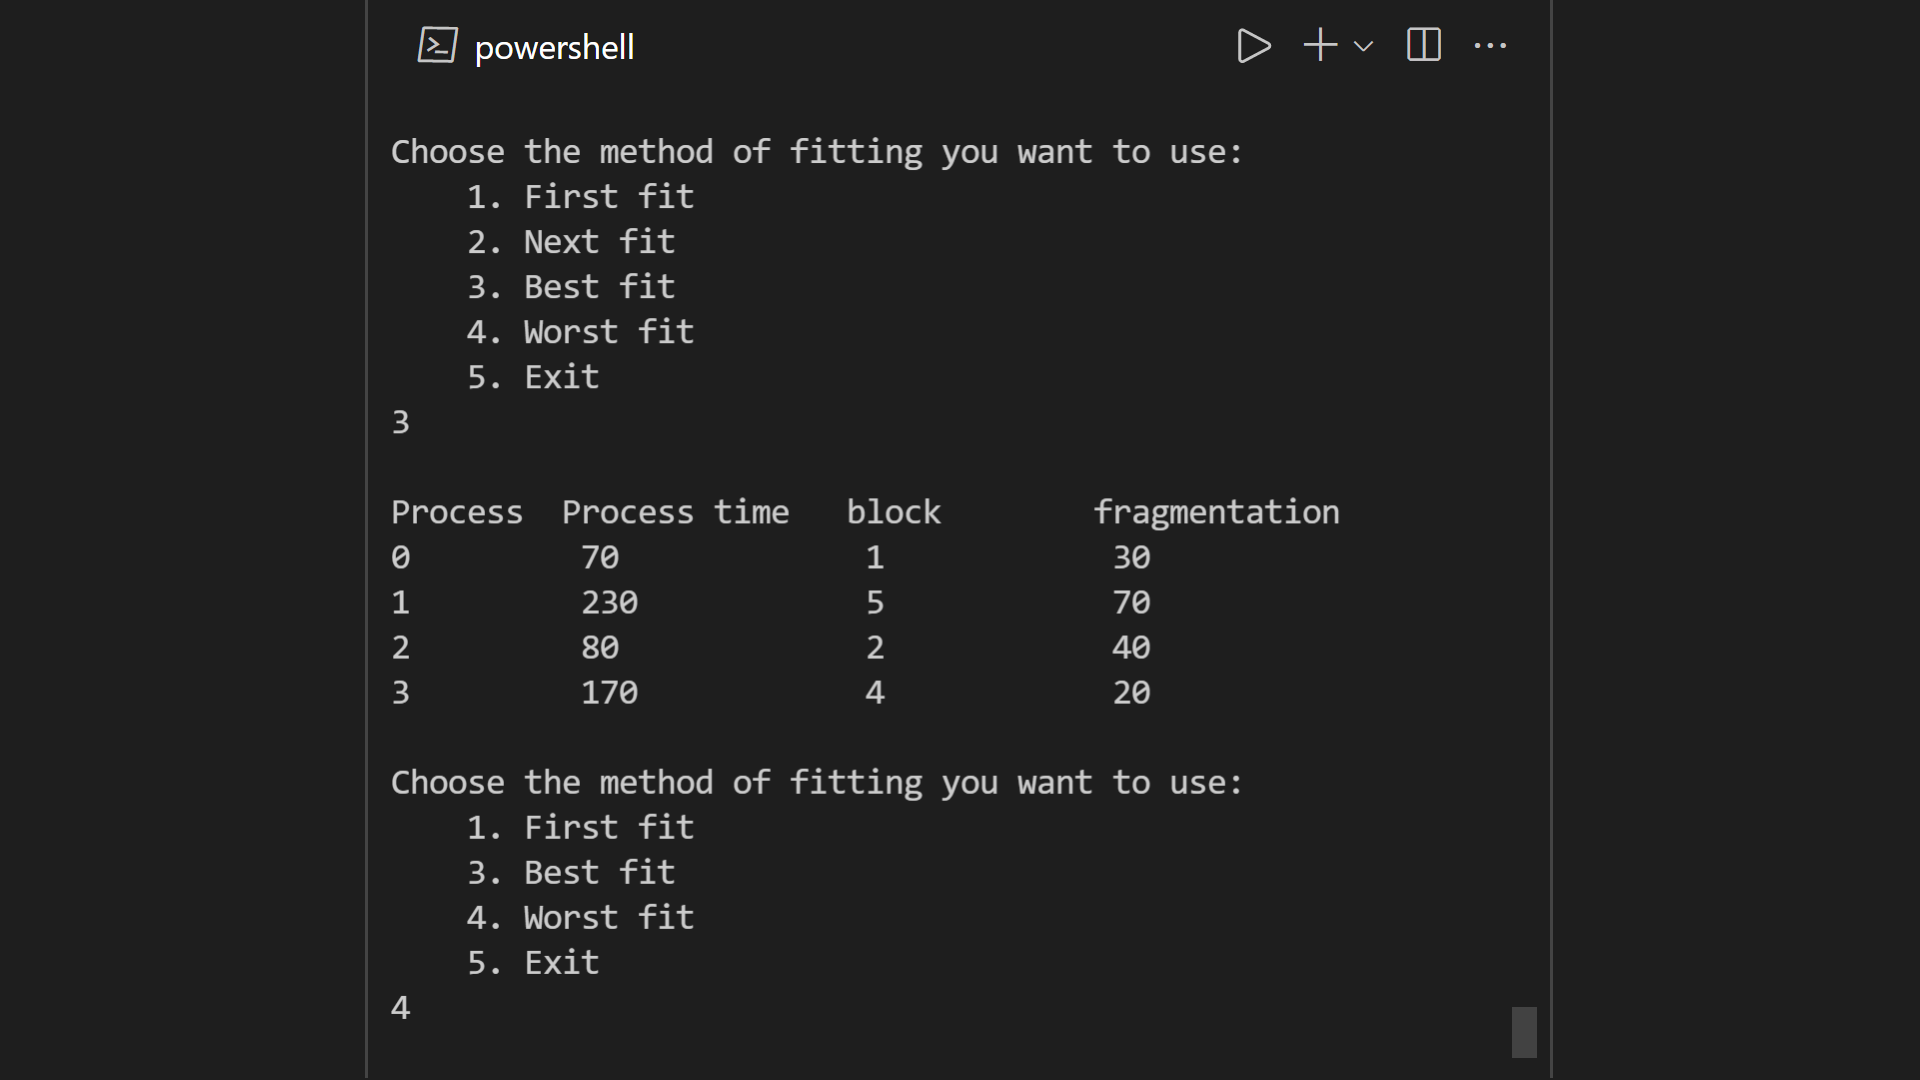 powershell
Choose the method of fitting you want to use:
1. First fit
2. Next fit
3. Best fit
4. Worst fit
5. Exit
3
Process Process time block fragmentation
0 70 1 30
1 230 5 70
2 80 2 40
3 170 4 20
Choose the method of fitting you want to use:
1. First fit
3. Best fit
4. Worst fit
5. Exit
4